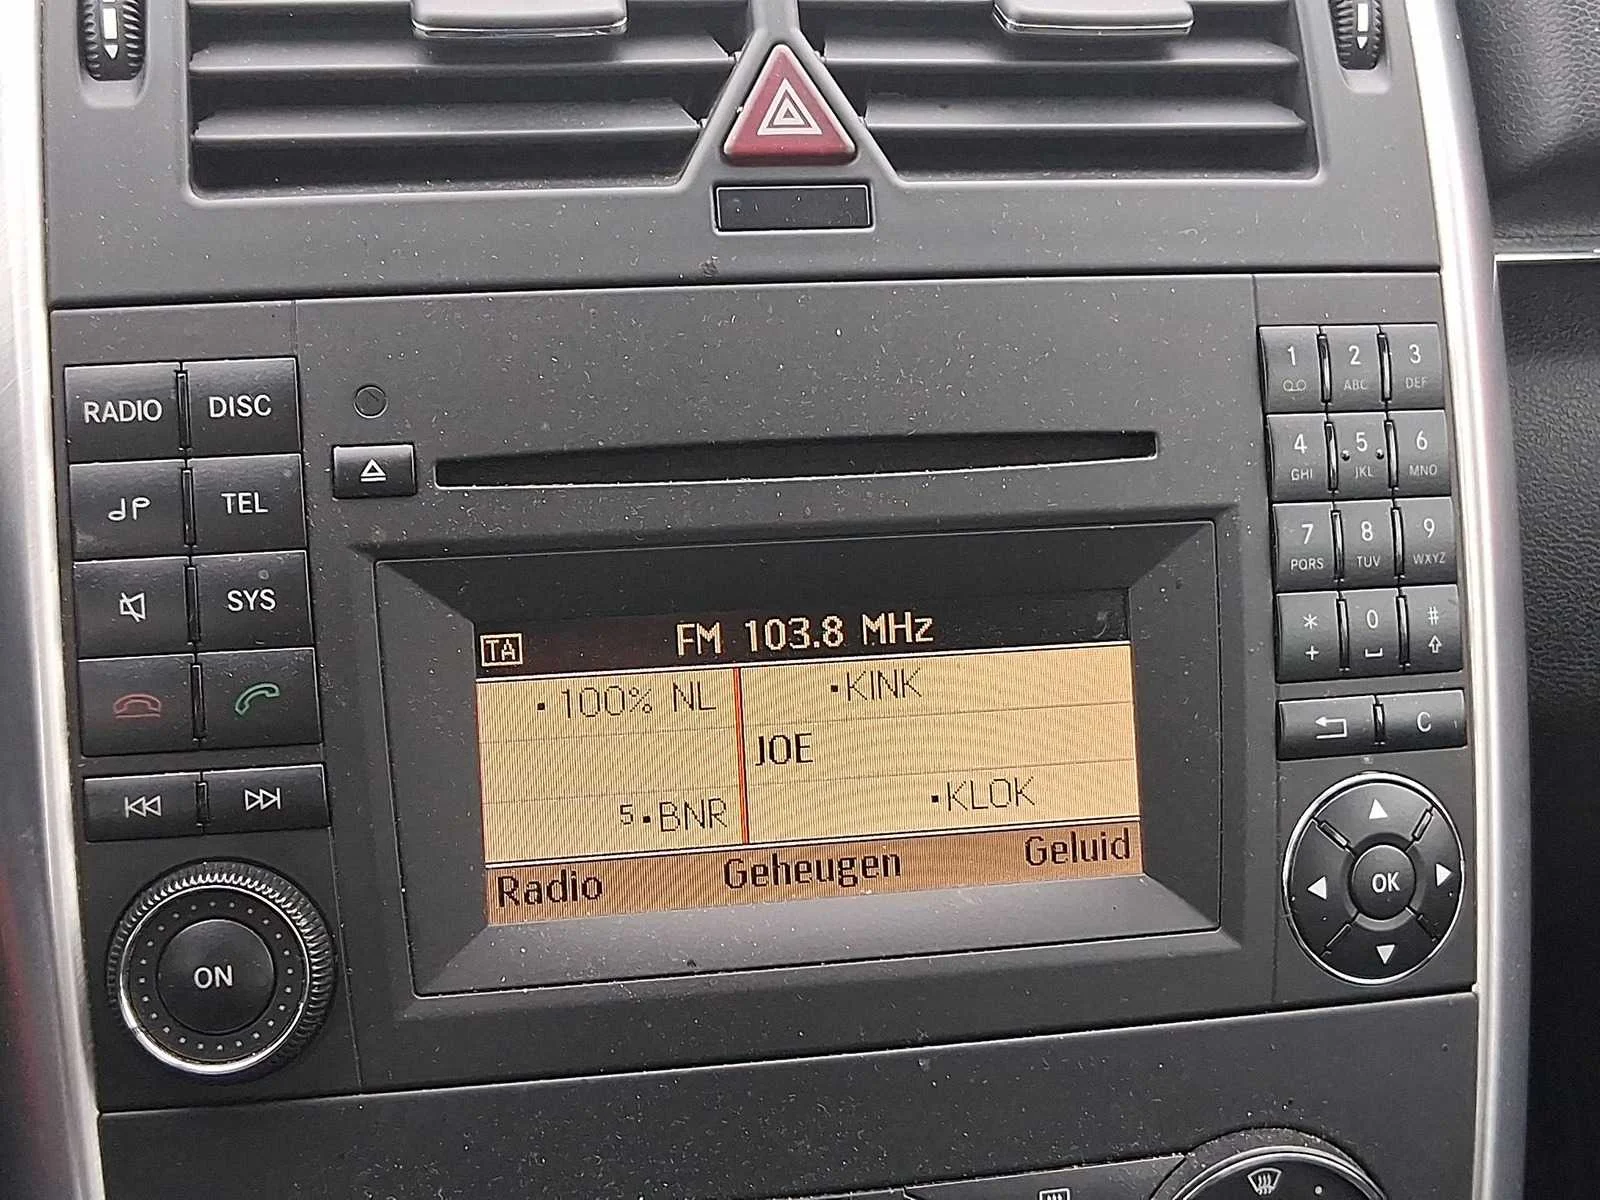 RADIO DISC
TEL
SYS
ON
TA FM 103.8 MHz
·100% NL ·KINK
JOE
5·BNR ·KLOK
Radio Geheugen Geluid
1 2 ABC 3 DEF
4 GHI 5 JKL 6 MNO
7 PQRS 8 TUV 9 WXYZ
* + 0 #
C
OK